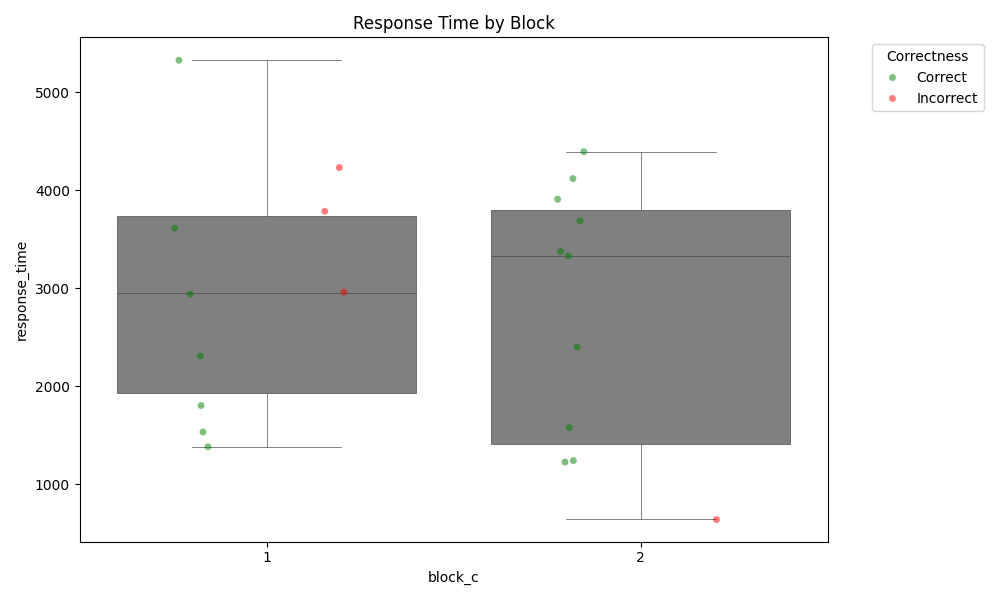 Response Time by Block
Correctness
Correct
Incorrect
response_time
5000
4000
3000
2000
1000
1
2
block_c